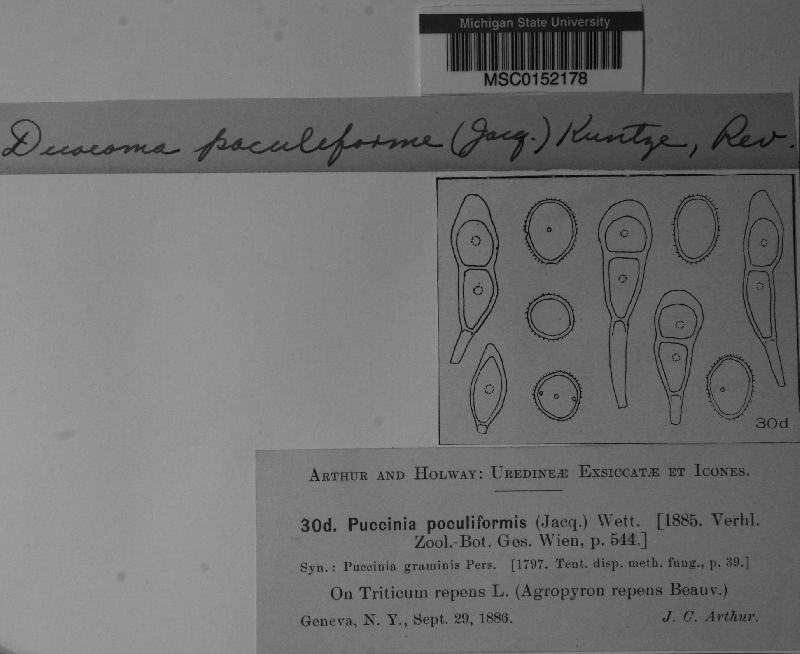 Michigan State University
MSC0152178
Dicaeoma poculiforme (Jacq.) Kuntze, Rev.
30d
Arthur and Holway: Uredineæ Exsiccatæ et Icones.
30d. Puccinia poculiformis (Jacq.) Wett. [1885. Verhl.
Zool.-Bot. Ges. Wien, p. 544.]
Syn.: Puccinia graminis Pers. [1797. Tent. disp. meth. fung., p. 39.]
On Triticum repens L. (Agropyron repens Beauv.)
Geneva, N. Y., Sept. 29, 1886. J. C. Arthur.